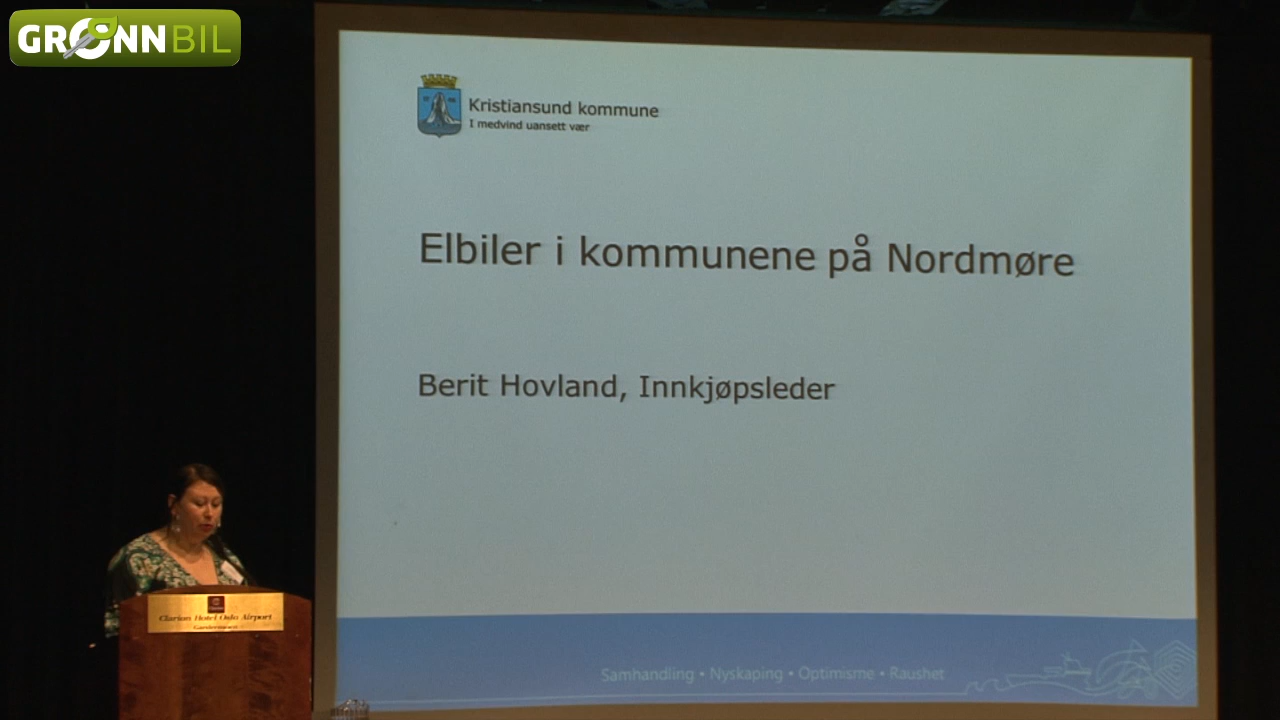 GRØNNBIL
Kristiansund kommune
I medvind uansett vær
Elbiler i kommunene på Nordmøre
Berit Hovland, Innkjøpsleder
Clarion Hotel Oslo Airport
Gardermoen
Samhandling • Nyskaping • Optimisme • Raushet